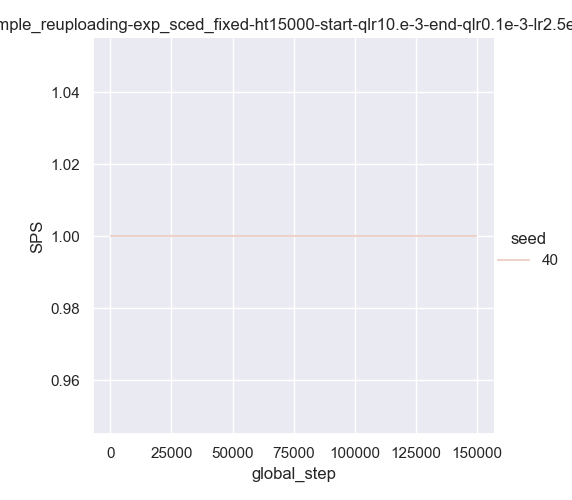 mple_reuploading-exp_sced_fixed-ht15000-start-qlr10.e-3-end-qlr0.1e-3-lr2.5e
1.04
1.02
1.00
0.98
0.96
SPS
seed
40
0 25000 50000 75000 100000 125000 150000
global_step